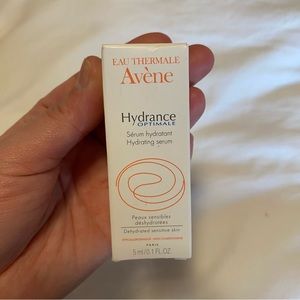 EAU THERMALE
Avène
Hydrance
OPTIMALE
Sérum hydratant
Hydrating serum
Peaux sensibles
déshydratées
Dehydrated sensitive skin
PARIS
5 ml/0.1 FL.OZ.